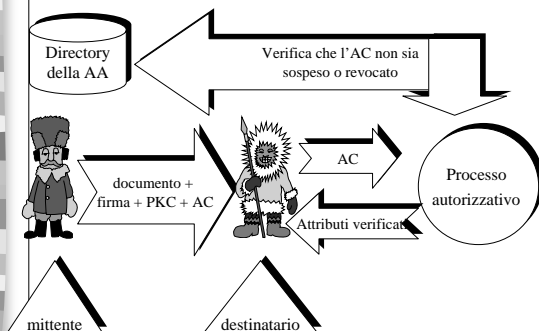 Directory
della AA
Verifica che l'AC non sia
sospeso o revocato
documento +
firma + PKC + AC
AC
Attributi verificati
Processo
autorizzativo
mittente
destinatario